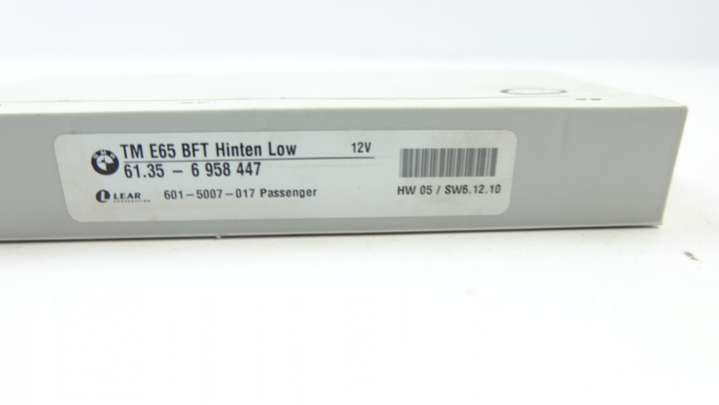 TM E65 BFT Hinten Low 12V
61.35 - 6 958 447
LEAR 601-5007-017 Passenger
CORPORATION
HW 05 / SW6.12.10